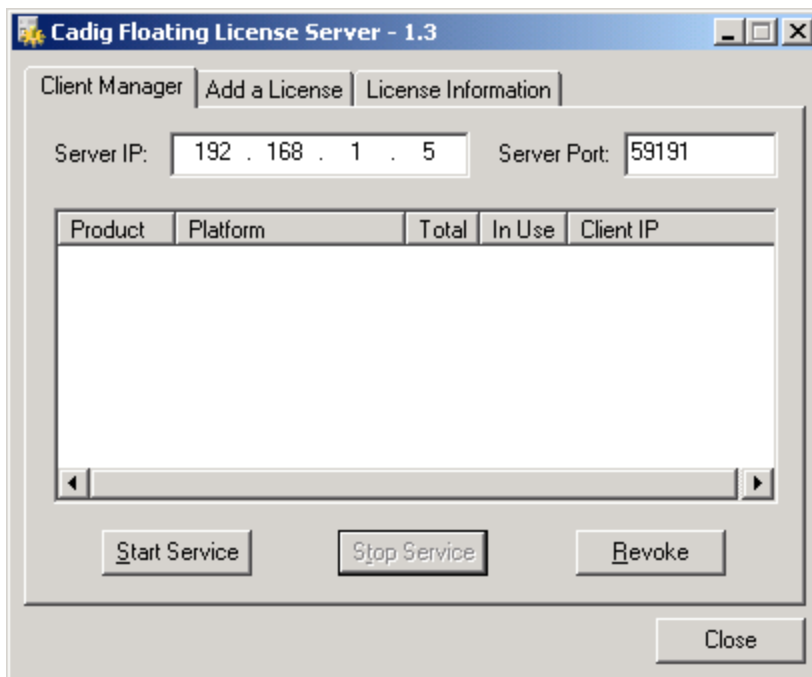 Cadig Floating License Server - 1.3
Client Manager Add a License License Information
Server IP: 192 . 168 . 1 . 5 Server Port: 59191
Product Platform Total In Use Client IP
Start Service Stop Service Revoke
Close